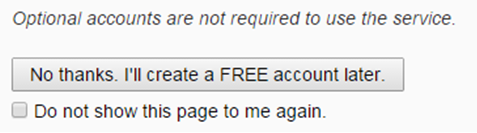 Optional accounts are not required to use the service.
No thanks. I'll create a FREE account later.
Do not show this page to me again.